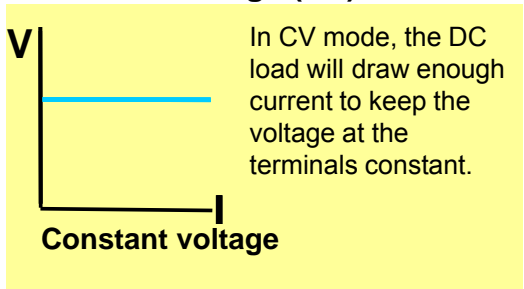 V
In CV mode, the DC
load will draw enough
current to keep the
voltage at the
terminals constant.
I
Constant voltage